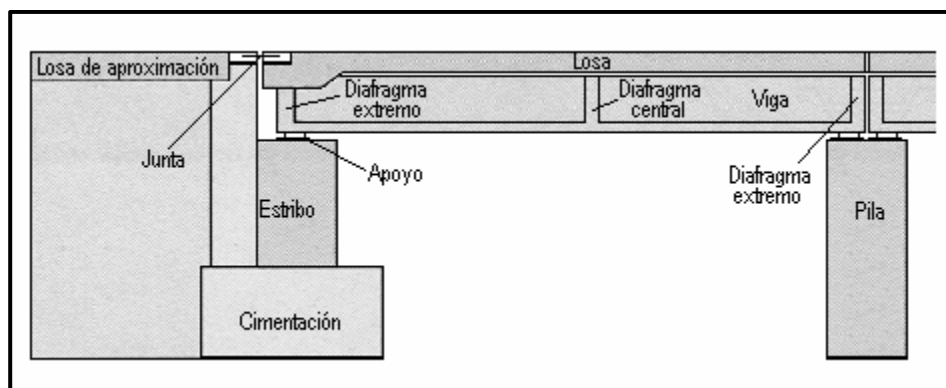 Losa de aproximación
Losa
Diafragma
extremo
Diafragma
central
Viga
Junta
Apoyo
Diafragma
extremo
Estribo
Pila
Cimentación